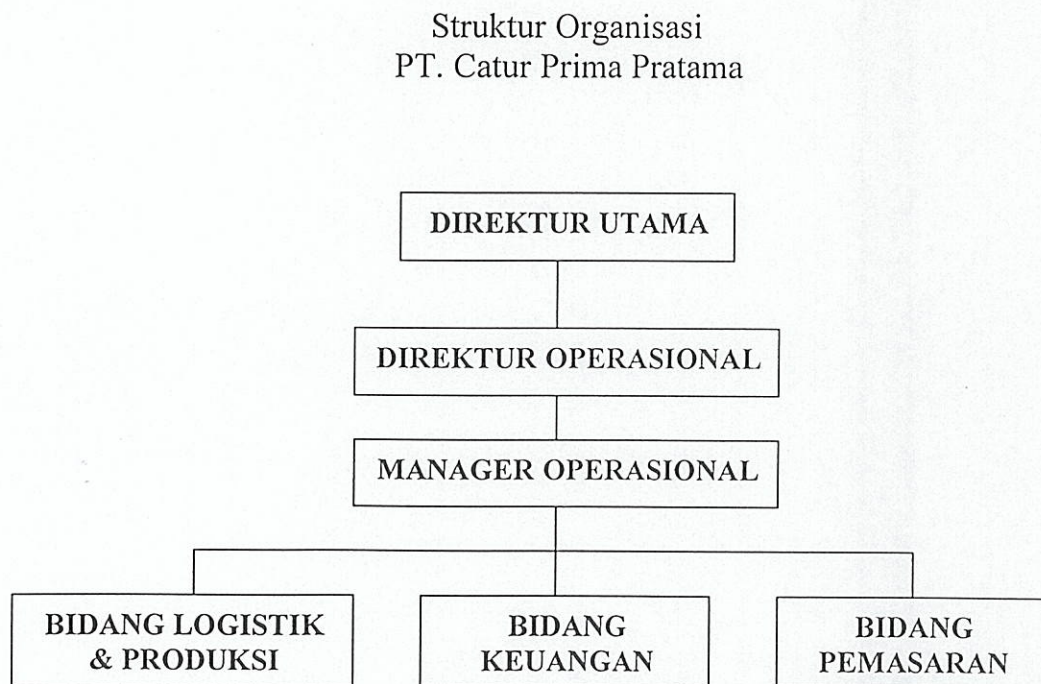 Struktur Organisasi
PT. Catur Prima Pratama
DIREKTUR UTAMA
DIREKTUR OPERASIONAL
MANAGER OPERASIONAL
BIDANG LOGISTIK
& PRODUKSI
BIDANG
KEUANGAN
BIDANG
PEMASARAN